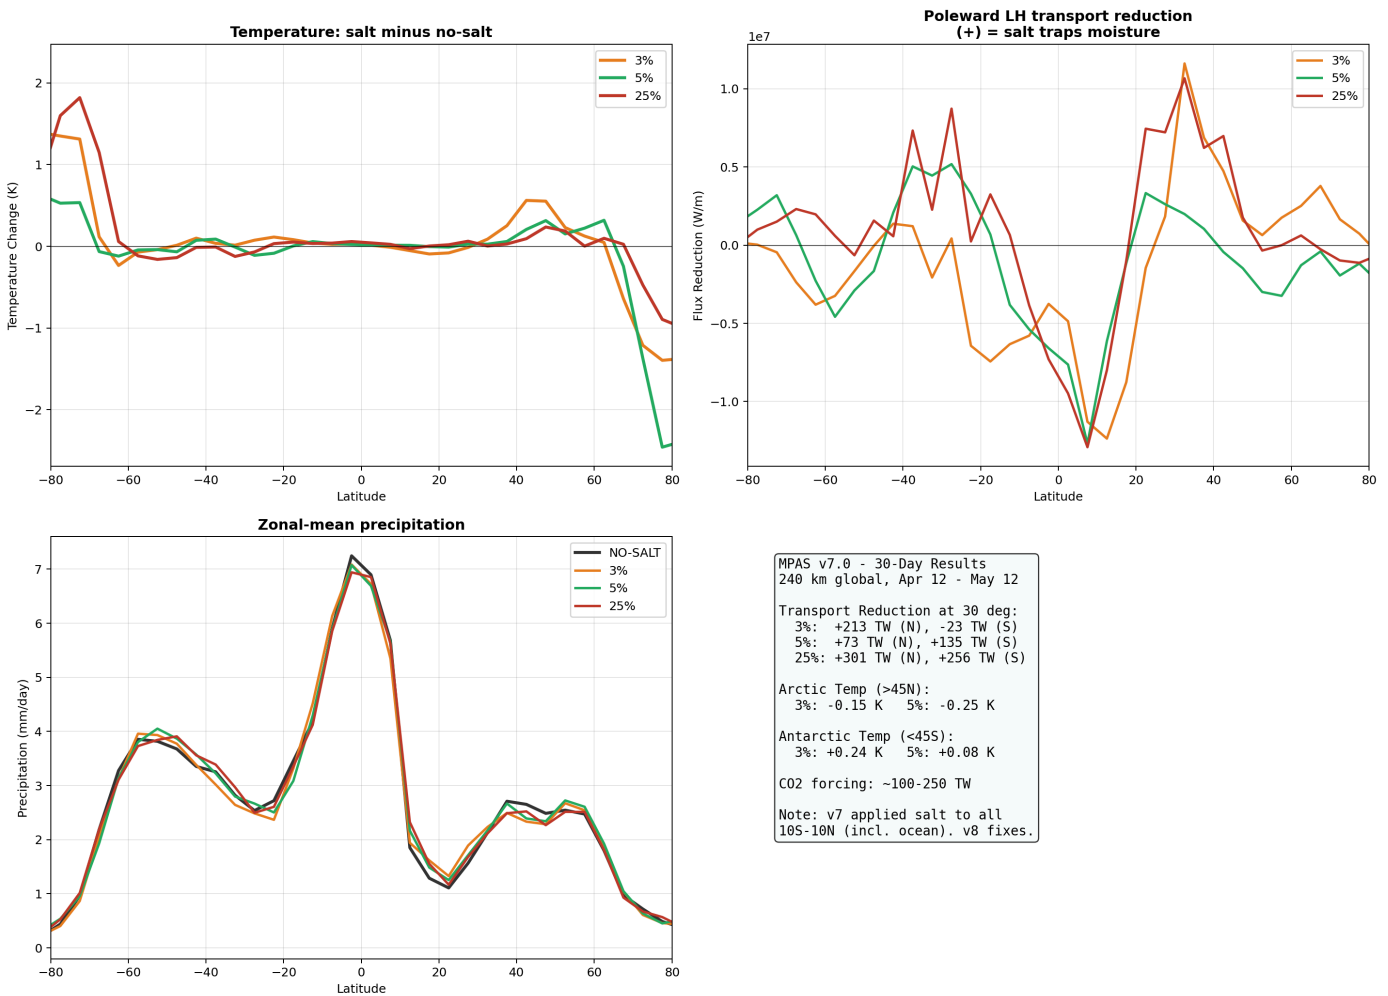 Temperature: salt minus no-salt
3%
5%
25%
Temperature Change (K)
2
1
0
−1
−2
−80 −60 −40 −20 0 20 40 60 80
Latitude
Poleward LH transport reduction
(+) = salt traps moisture
1e7
3%
5%
25%
Flux Reduction (W/m)
1.0
0.5
0.0
−0.5
−1.0
−80 −60 −40 −20 0 20 40 60 80
Latitude
Zonal-mean precipitation
NO-SALT
3%
5%
25%
Precipitation (mm/day)
7
6
5
4
3
2
1
0
−80 −60 −40 −20 0 20 40 60 80
Latitude
MPAS v7.0 - 30-Day Results
240 km global, Apr 12 - May 12
Transport Reduction at 30 deg:
3%: +213 TW (N), -23 TW (S)
5%: +73 TW (N), +135 TW (S)
25%: +301 TW (N), +256 TW (S)
Arctic Temp (>45N):
3%: -0.15 K 5%: -0.25 K
Antarctic Temp (<45S):
3%: +0.24 K 5%: +0.08 K
CO2 forcing: ~100-250 TW
Note: v7 applied salt to all
10S-10N (incl. ocean). v8 fixes.